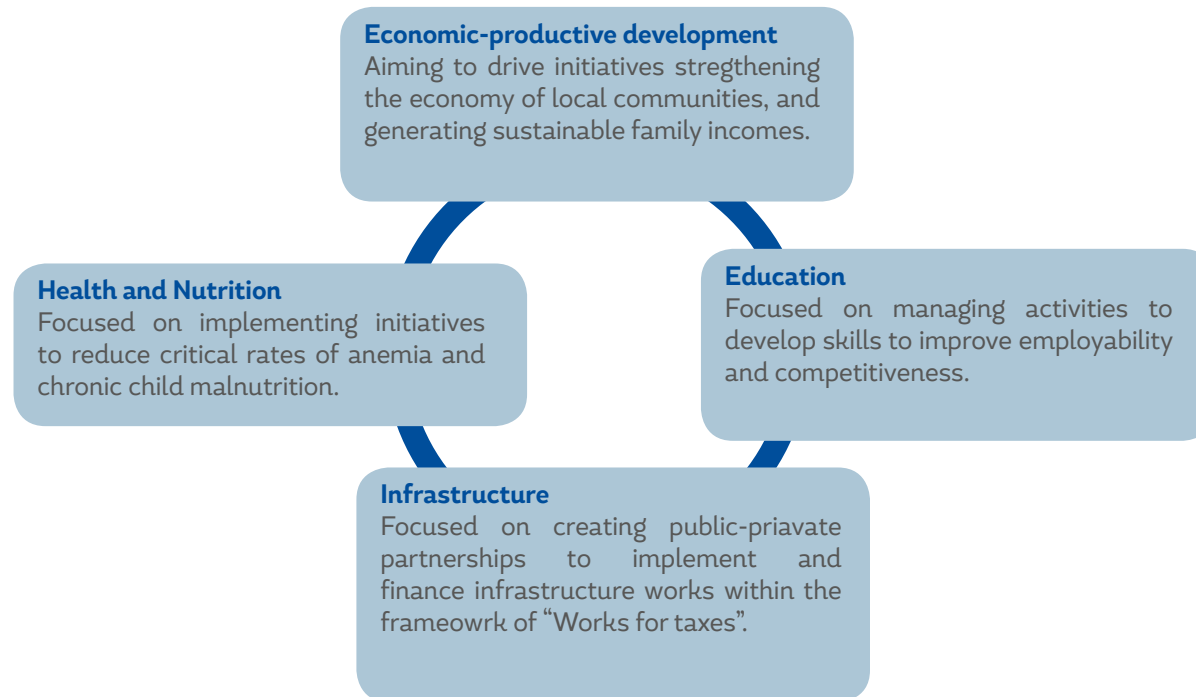 Economic-productive development
Aiming to drive initiatives stregthening
the economy of local communities, and
generating sustainable family incomes.
Health and Nutrition
Focused on implementing initiatives
to reduce critical rates of anemia and
chronic child malnutrition.
Education
Focused on managing activities to
develop skills to improve employability
and competitiveness.
Infrastructure
Focused on creating public-priavate
partnerships to implement and
finance infrastructure works within the
frameowrk of “Works for taxes”.